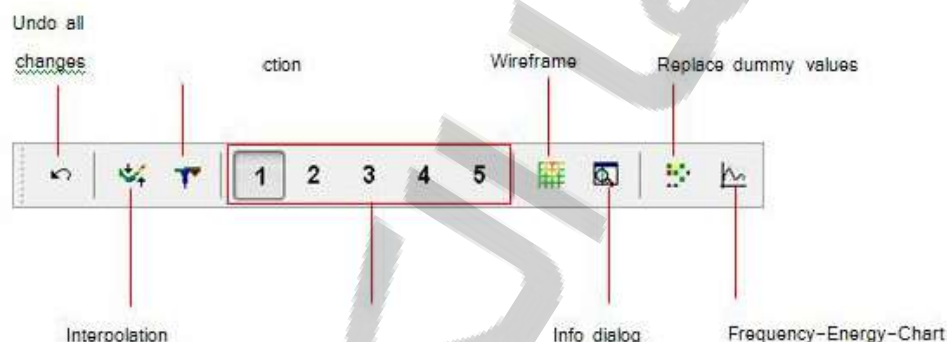 Undo all
changes
ction
Wireframe
Replace dummy values
1 2 3 4 5
Interpolation
Info dialog
Frequency-Energy-Chart